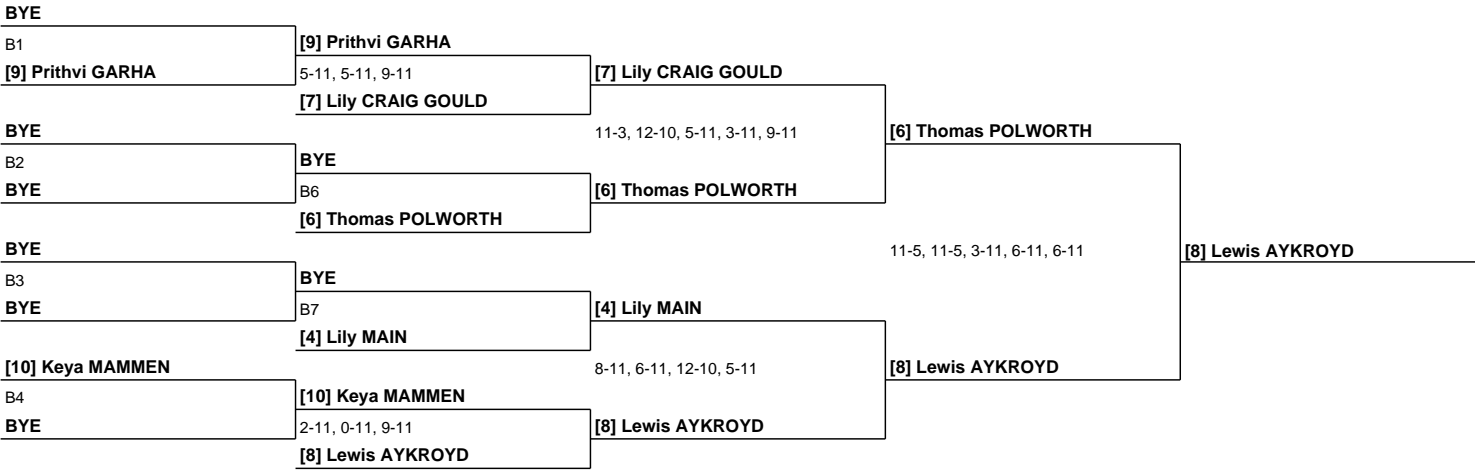 BYE
B1
[9] Prithvi GARHA
BYE
B2
BYE
BYE
B3
BYE
[10] Keya MAMMEN
B4
BYE
[9] Prithvi GARHA
5-11, 5-11, 9-11
[7] Lily CRAIG GOULD
BYE
B6
[6] Thomas POLWORTH
BYE
B7
[4] Lily MAIN
[10] Keya MAMMEN
2-11, 0-11, 9-11
[8] Lewis AYKROYD
[7] Lily CRAIG GOULD
11-3, 12-10, 5-11, 3-11, 9-11
[6] Thomas POLWORTH
[4] Lily MAIN
8-11, 6-11, 12-10, 5-11
[8] Lewis AYKROYD
[6] Thomas POLWORTH
11-5, 11-5, 3-11, 6-11, 6-11
[8] Lewis AYKROYD
[8] Lewis AYKROYD